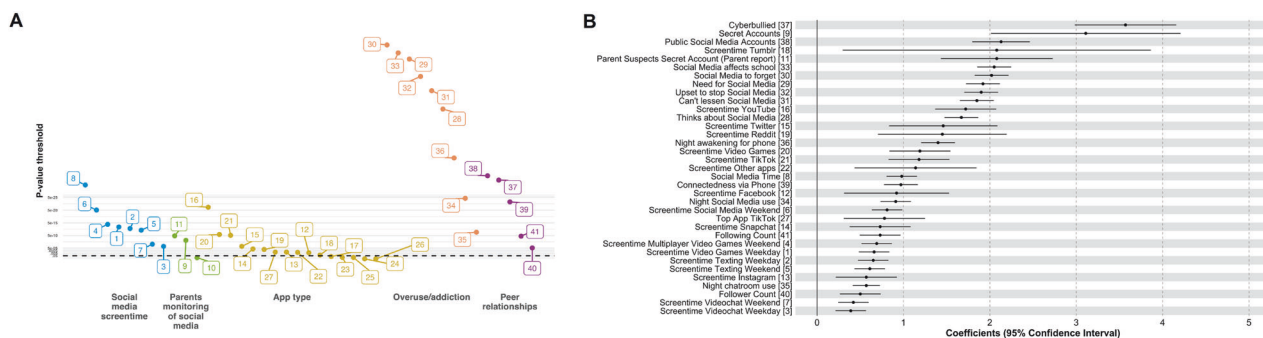 A
P-value threshold
30
33
29
32
31
28
36
38
37
34
39
35
41
40
8
6
4
1
2
5
7
3
11
9
10
16
20
21
14
15
19
27
13
12
22
18
17
23
25
26
24
Social
media
screentime
Parents
monitoring
of social
media
App type
Overuse/addiction
Peer
relationships
B
Cyberbullied [37]
Secret Accounts [9]
Public Social Media Accounts [38]
Screentime Tumblr [18]
Parent Suspects Secret Account (Parent report) [11]
Social Media affects school [33]
Social Media to forget [30]
Need for Social Media [29]
Upset to stop Social Media [32]
Can't lessen Social Media [31]
Screentime YouTube [16]
Thinks about Social Media [28]
Screentime Twitter [15]
Screentime Reddit [19]
Night awakening for phone [36]
Screentime Video Games [20]
Screentime TikTok [21]
Screentime Other apps [22]
Social Media Time [8]
Connectedness via Phone [39]
Screentime Facebook [12]
Night Social Media use [34]
Screentime Social Media Weekend [6]
Top App TikTok [27]
Screentime Snapchat [14]
Following Count [41]
Screentime Multiplayer Video Games Weekend [4]
Screentime Video Games Weekday [1]
Screentime Texting Weekday [2]
Screentime Texting Weekend [5]
Screentime Instagram [13]
Night chatroom use [35]
Follower Count [40]
Screentime Videochat Weekend [7]
Screentime Videochat Weekday [3]
0 1 2 3 4 5
Coefficients (95% Confidence Interval)